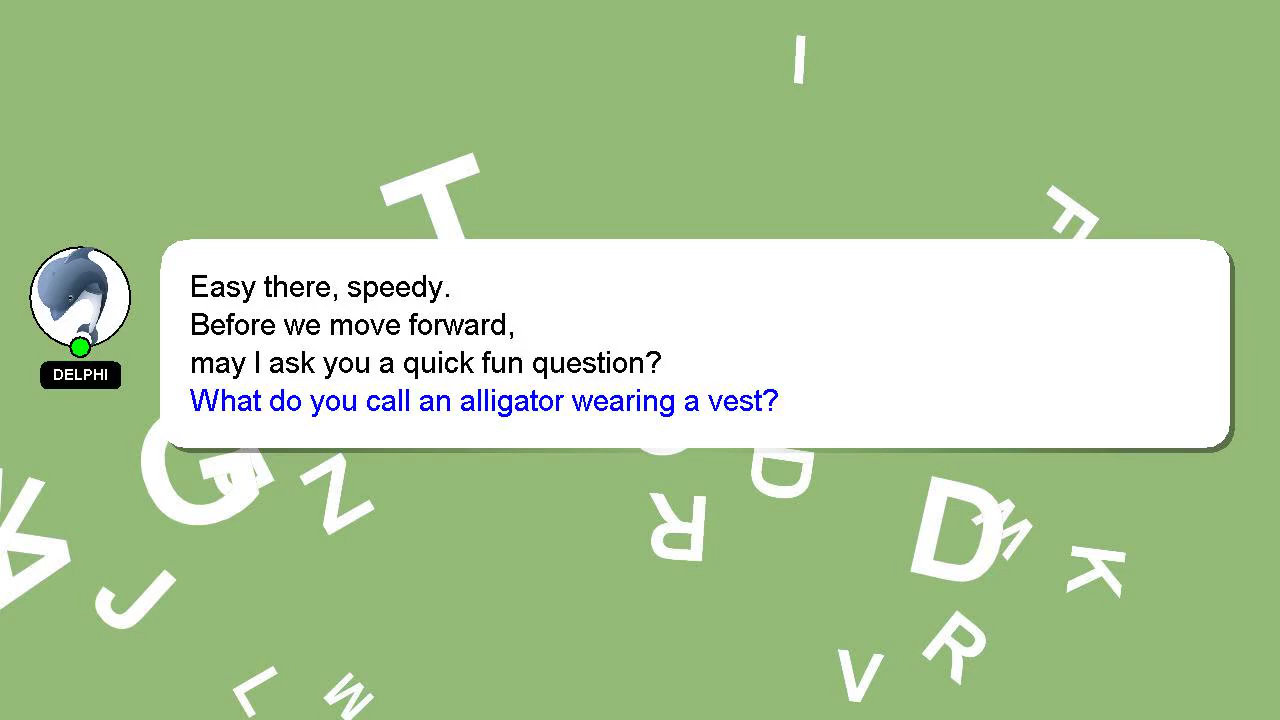 I
T
F
Easy there, speedy.
Before we move forward,
may I ask you a quick fun question?
What do you call an alligator wearing a vest?
DELPHI
G
N
D
R
D
M
K
J
R
V
L
M